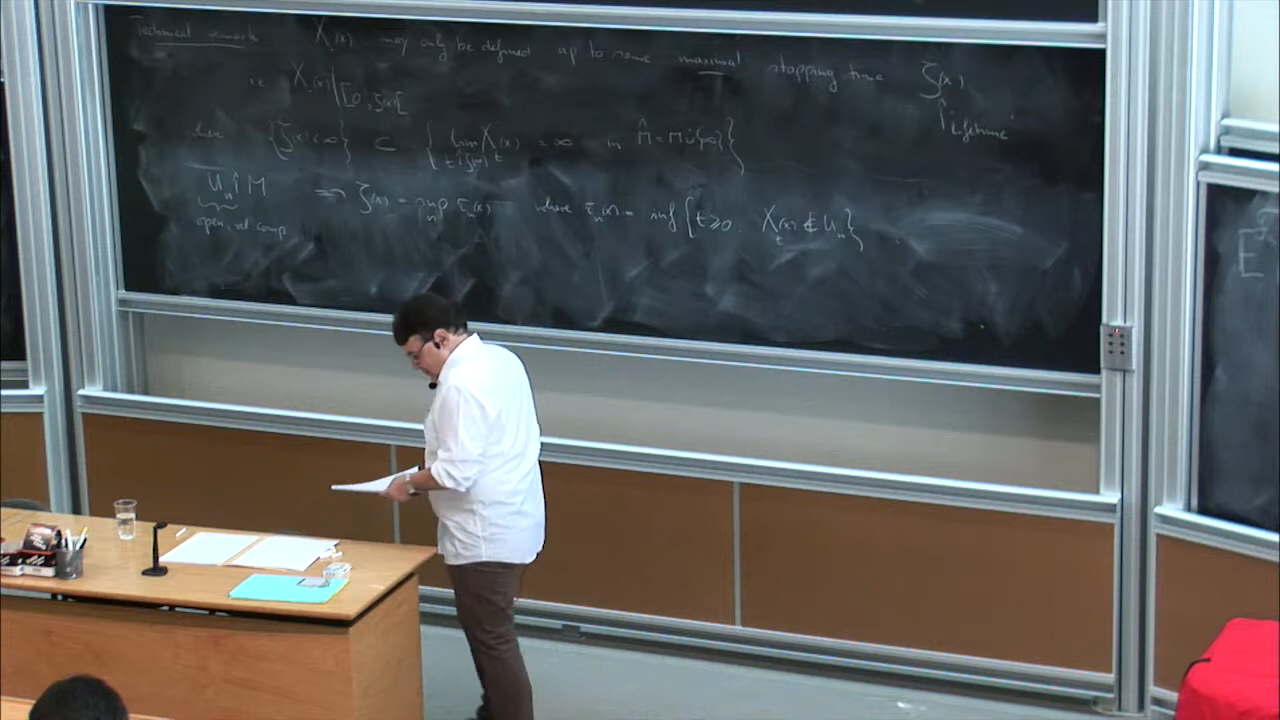 Technical remark X.(x) may only be defined up to some maximal stopping time ζ(x)
i.e. X.(x)|[0, ζ(x)[
↑ lifetime
then {ζ(x) < ∞} ⊂ {lim t↑ζ(x) X_t(x) = ∞ in M̂ = M ∪̇ {∞}}
U_n ↑ M ⟹ ζ(x) = sup_n τ_n(x) where τ_n(x) = inf {t ≥ 0 X_t(x) ∉ U_n}
open, rel. comp.
E